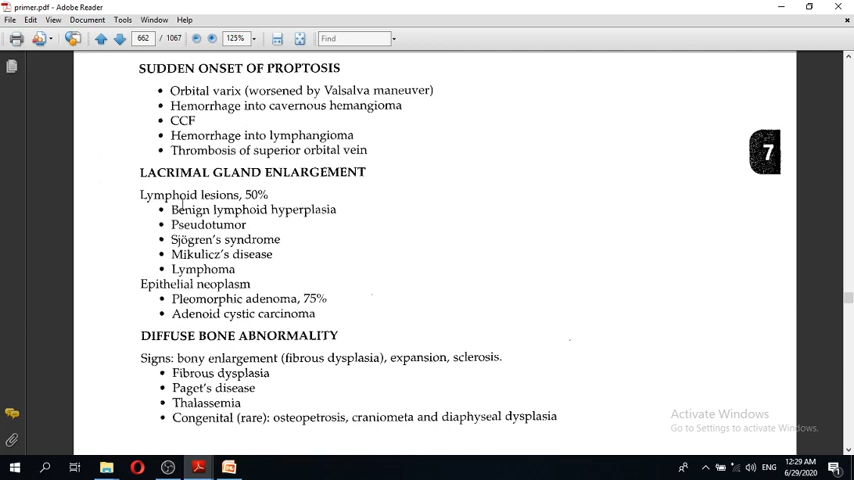 primer.pdf - Adobe Reader
File Edit View Document Tools Window Help
662 / 1067 125% Find
SUDDEN ONSET OF PROPTOSIS
• Orbital varix (worsened by Valsalva maneuver)
• Hemorrhage into cavernous hemangioma
• CCF
• Hemorrhage into lymphangioma
• Thrombosis of superior orbital vein
7
LACRIMAL GLAND ENLARGEMENT
Lymphoid lesions, 50%
• Benign lymphoid hyperplasia
• Pseudotumor
• Sjögren's syndrome
• Mikulicz's disease
• Lymphoma
Epithelial neoplasm
• Pleomorphic adenoma, 75%
• Adenoid cystic carcinoma
DIFFUSE BONE ABNORMALITY
Signs: bony enlargement (fibrous dysplasia), expansion, sclerosis.
• Fibrous dysplasia
• Paget's disease
• Thalassemia
• Congenital (rare): osteopetrosis, craniometa and diaphyseal dysplasia
Activate Windows
Go to Settings to activate Windows.
ENG
12:29 AM
6/29/2020